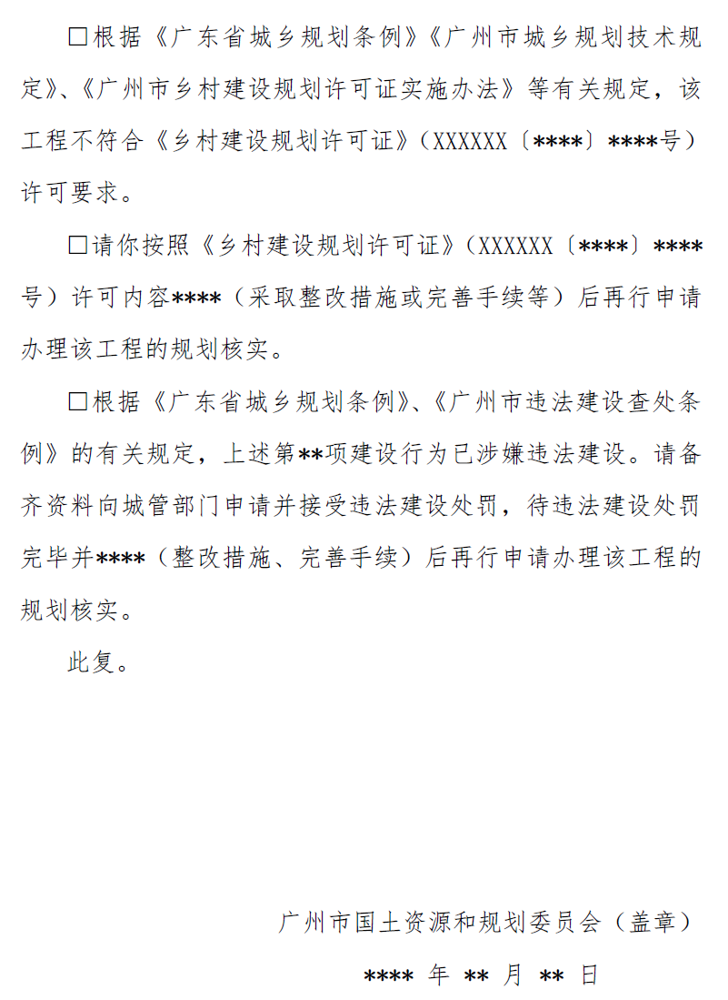 □根据《广东省城乡规划条例》《广州市城乡规划技术规
定》、《广州市乡村建设规划许可证实施办法》等有关规定，该
工程不符合《乡村建设规划许可证》（XXXXXX〔****〕****号）
许可要求。
□请你按照《乡村建设规划许可证》（XXXXXX〔****〕****
号）许可内容****（采取整改措施或完善手续等）后再行申请
办理该工程的规划核实。
□根据《广东省城乡规划条例》、《广州市违法建设查处条
例》的有关规定，上述第**项建设行为已涉嫌违法建设。请备
齐资料向城管部门申请并接受违法建设处罚，待违法建设处罚
完毕并****（整改措施、完善手续）后再行申请办理该工程的
规划核实。
此复。
广州市国土资源和规划委员会（盖章）
**** 年 ** 月 ** 日